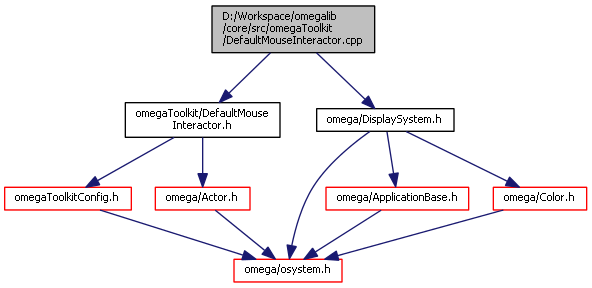 D:/Workspace/omegalib
/core/src/omegaToolkit
/DefaultMouseInteractor.cpp
omegaToolkit/DefaultMouse
Interactor.h
omega/DisplaySystem.h
omegaToolkitConfig.h
omega/Actor.h
omega/ApplicationBase.h
omega/Color.h
omega/osystem.h